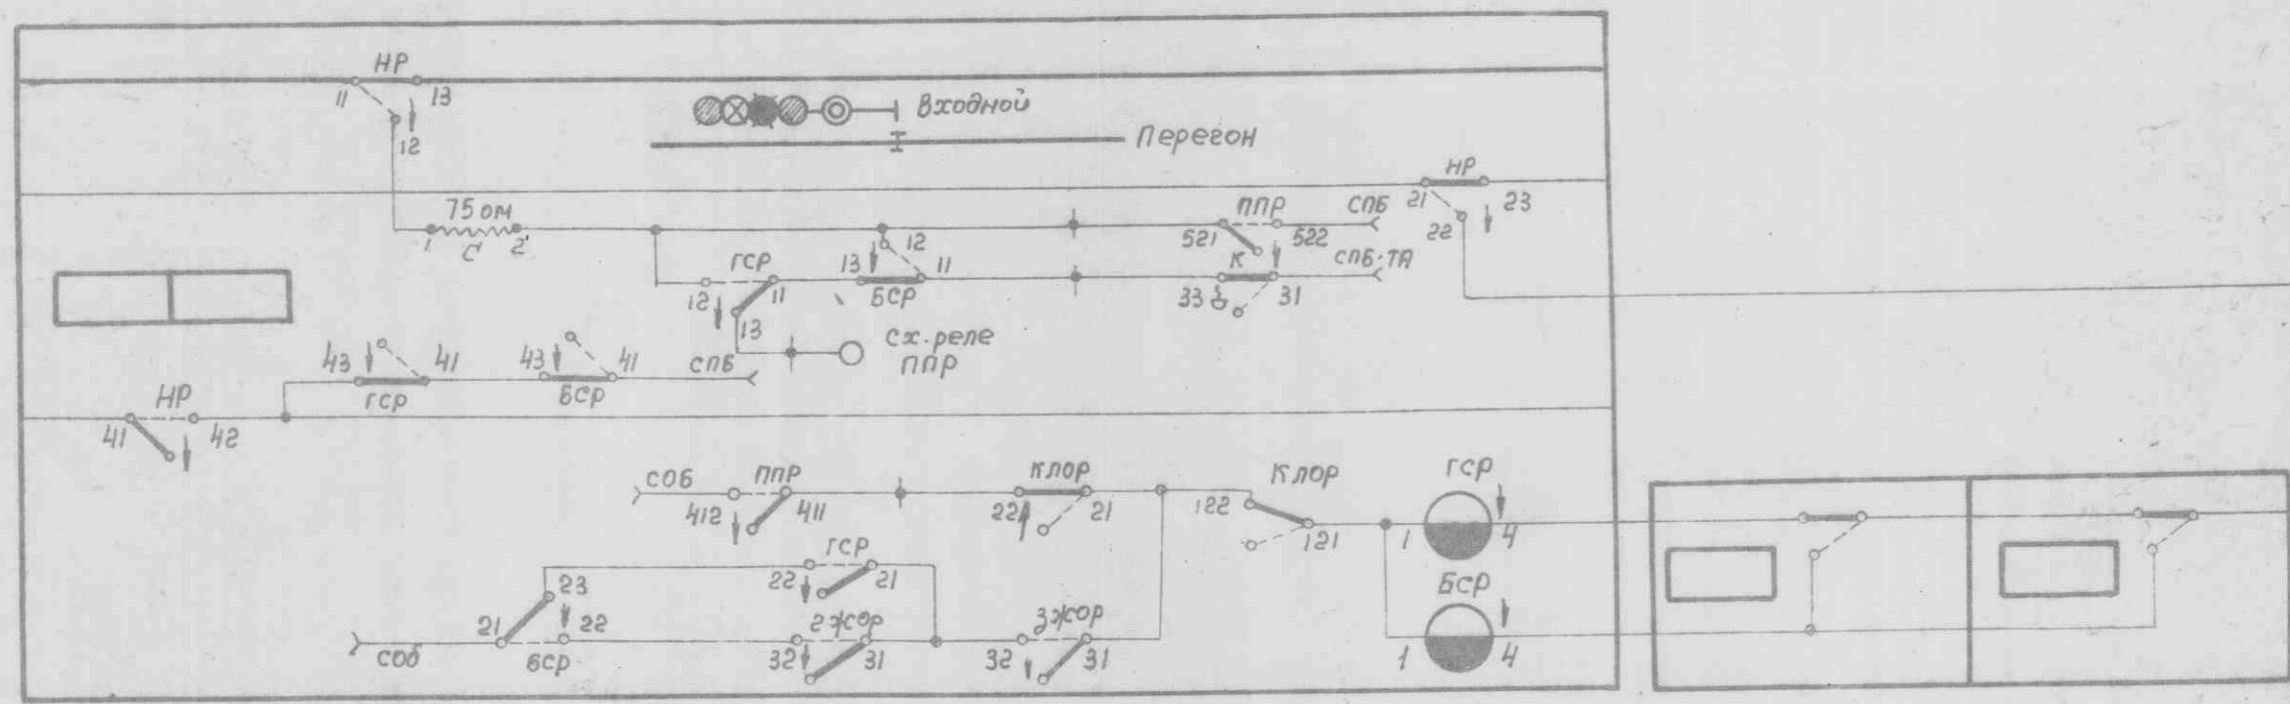 НР
11 13
12
Входной
Перегон
НР
21 23
22
75 ом
1 С 2
ППР СПБ
521 522
12
ГСР 13 11
БСР
12 11
13
К СПБ-ТА
33 31
Сх. реле
ППР
43 41
ГСР
43 41
БСР
СПБ
НР
41 42
СОБ ППР
412 411
КЛОР
22 21
КЛОР
122
121
ГСР
1 4
ГСР
22 21
23
21 22
СОБ БСР
2ЖОР
32 31
ЗЖОР
32 31
БСР
1 4